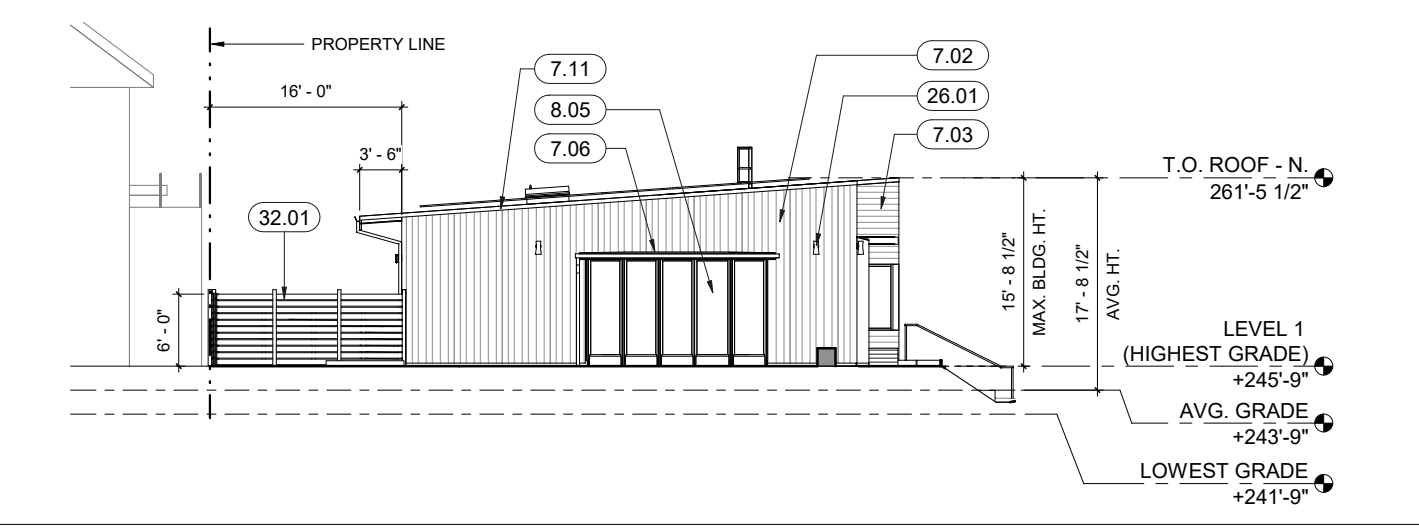 PROPERTY LINE
7.11
7.02
16' - 0"
8.05
26.01
7.06
7.03
3' - 6"
T.O. ROOF - N.
261'-5 1/2"
32.01
15' - 8 1/2"
MAX. BLDG. HT.
17' - 8 1/2"
AVG. HT.
6' - 0"
LEVEL 1
(HIGHEST GRADE)
+245'-9"
AVG. GRADE
+243'-9"
LOWEST GRADE
+241'-9"